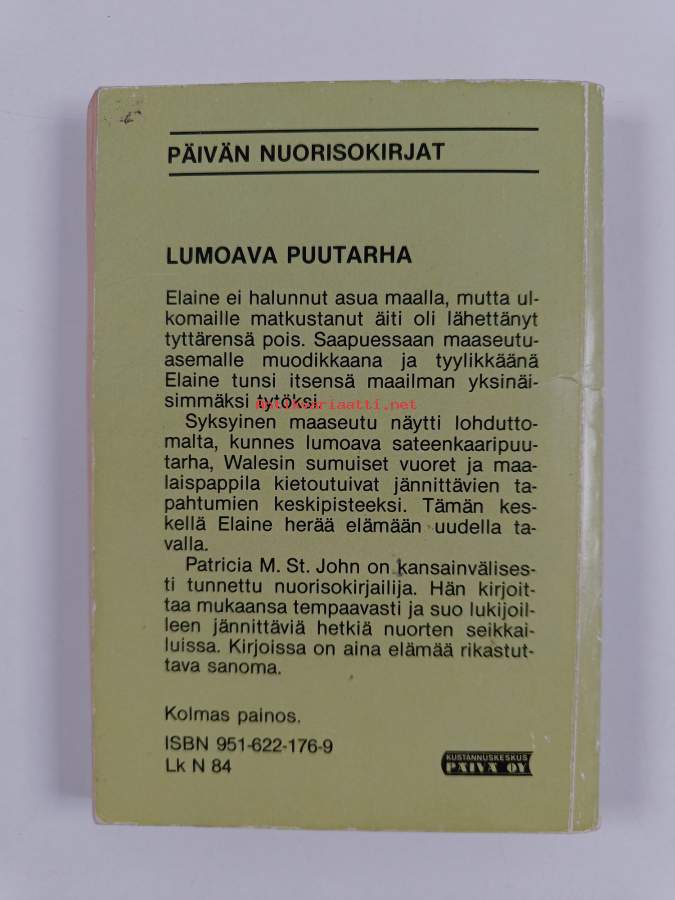 PÄIVÄN NUORISOKIRJAT
LUMOAVA PUUTARHA
Elaine ei halunnut asua maalla, mutta ul-
komaille matkustanut äiti oli lähettänyt
tyttärensä pois. Saapuessaan maaseutu-
asemalle muodikkaana ja tyylikkäänä
Elaine tunsi itsensä maailman yksinäi-
simmäksi tytöksi.
Antikvariaatti.net
Syksyinen maaseutu näytti lohdutto-
malta, kunnes lumoava sateenkaaripuu-
tarha, Walesin sumuiset vuoret ja maa-
laispappila kietoutuivat jännittävien ta-
pahtumien keskipisteeksi. Tämän kes-
kellä Elaine herää elämään uudella ta-
valla.
Patricia M. St. John on kansainvälises-
ti tunnettu nuorisokirjailija. Hän kirjoit-
taa mukaansa tempaavasti ja suo lukijoil-
leen jännittäviä hetkiä nuorten seikkai-
luissa. Kirjoissa on aina elämää rikastut-
tava sanoma.
Kolmas painos.
ISBN 951-622-176-9
Lk N 84
KUSTANNUSKESKUS
PÄIVÄ OY